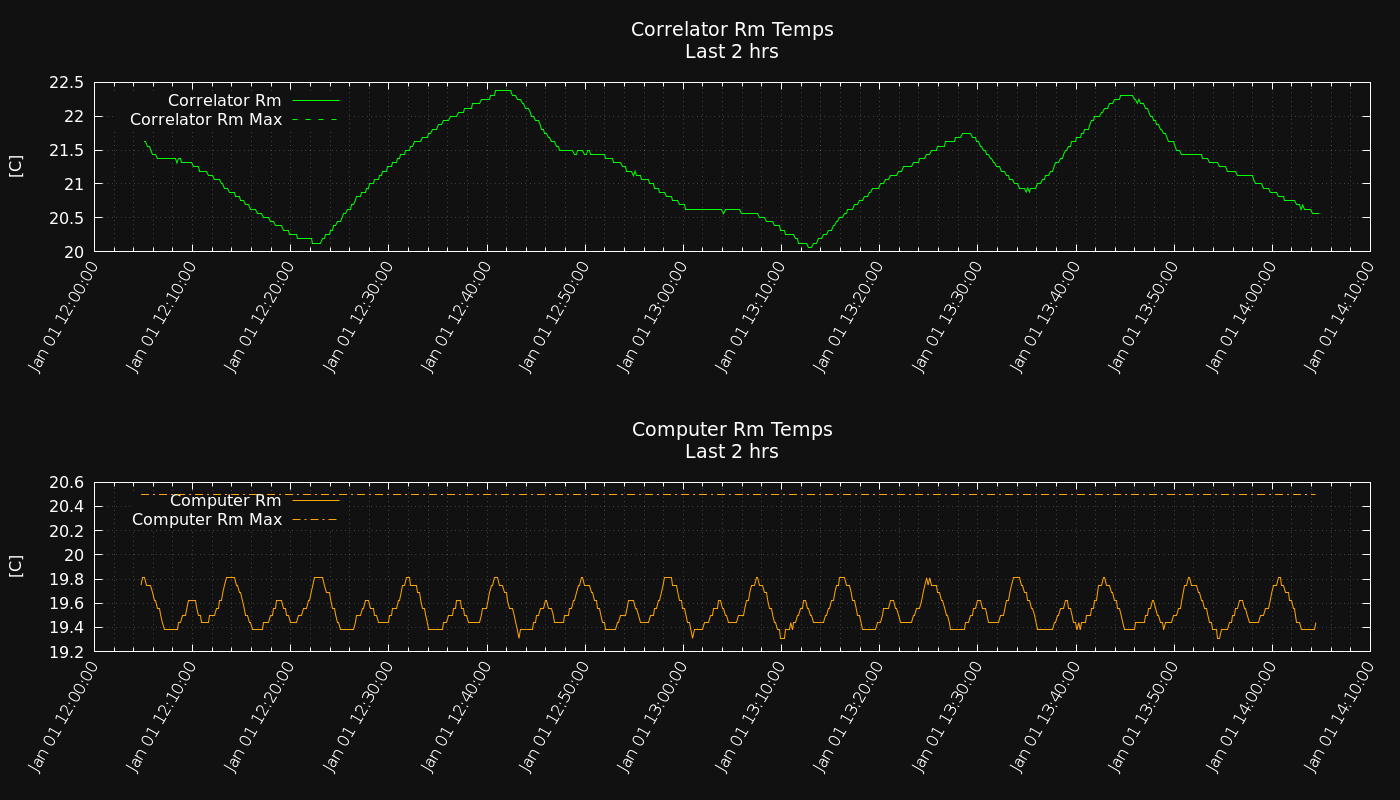 Correlator Rm Temps
Last 2 hrs
22.5
22
21.5
21
20.5
20
[C]
Correlator Rm
Correlator Rm Max
Jan 01 12:00:00
Jan 01 12:10:00
Jan 01 12:20:00
Jan 01 12:30:00
Jan 01 12:40:00
Jan 01 12:50:00
Jan 01 13:00:00
Jan 01 13:10:00
Jan 01 13:20:00
Jan 01 13:30:00
Jan 01 13:40:00
Jan 01 13:50:00
Jan 01 14:00:00
Jan 01 14:10:00
Computer Rm Temps
Last 2 hrs
20.6
20.4
20.2
20
19.8
19.6
19.4
19.2
[C]
Computer Rm
Computer Rm Max
Jan 01 12:00:00
Jan 01 12:10:00
Jan 01 12:20:00
Jan 01 12:30:00
Jan 01 12:40:00
Jan 01 12:50:00
Jan 01 13:00:00
Jan 01 13:10:00
Jan 01 13:20:00
Jan 01 13:30:00
Jan 01 13:40:00
Jan 01 13:50:00
Jan 01 14:00:00
Jan 01 14:10:00